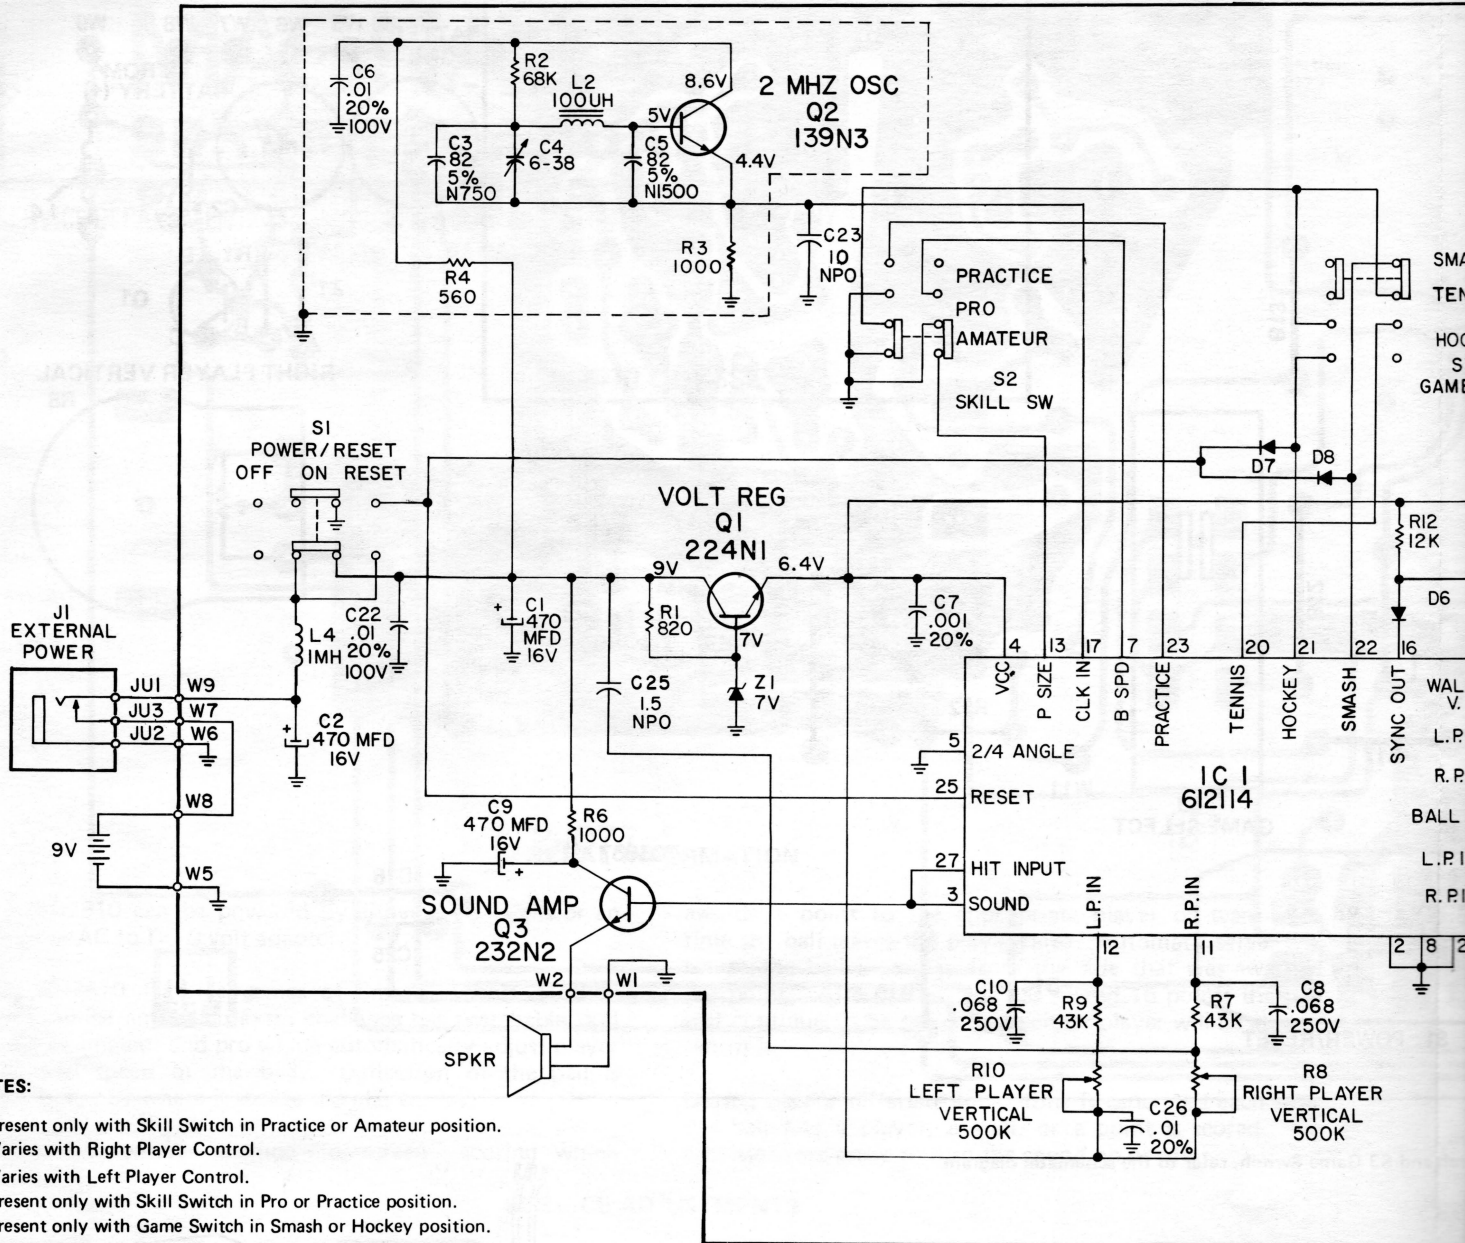 C6
.01
20%
100V
R2
68K
L2
100UH
8.6V
5V
4.4V
2 MHZ OSC
Q2
139N3
C3
82
5%
N750
C4
6-38
C5
82
5%
N1500
R3
1000
C23
10
NPO
R4
560
PRACTICE
PRO
AMATEUR
S2
SKILL SW
SMA
TEN
HOC
S
GAME
S1
POWER/RESET
OFF ON RESET
D7
D8
VOLT REG
Q1
224N1
9V
6.4V
7V
R12
12K
D6
J1
EXTERNAL
POWER
L4
1MH
C22
.01
20%
100V
C1
470
MFD
16V
+
R1
820
C7
.001
20%
Z1
7V
C25
1.5
NPO
4 13 17 7 23 20 21 22 16
VCC
P SIZE
CLK IN
B SPD
PRACTICE
TENNIS
HOCKEY
SMASH
SYNC OUT
WAL
V.
L.P.
R.P.
BALL
L.P.I
R.P.I
JU1 W9
JU3 W7
JU2 W6
C2
470 MFD
16V
+
W8
9V
W5
5 2/4 ANGLE
25 RESET
IC 1
612114
27 HIT INPUT
3 SOUND
L.P.IN
R.P.IN
12 11
2 8 2
C9
470 MFD
16V
+
R6
1000
SOUND AMP
Q3
232N2
W2 W1
SPKR
C10
.068
250V
R9
43K
R7
43K
C8
.068
250V
R10
LEFT PLAYER
VERTICAL
500K
C26
.01
20%
R8
RIGHT PLAYER
VERTICAL
500K
TES:
resent only with Skill Switch in Practice or Amateur position.
aries with Right Player Control.
aries with Left Player Control.
resent only with Skill Switch in Pro or Practice position.
resent only with Game Switch in Smash or Hockey position.